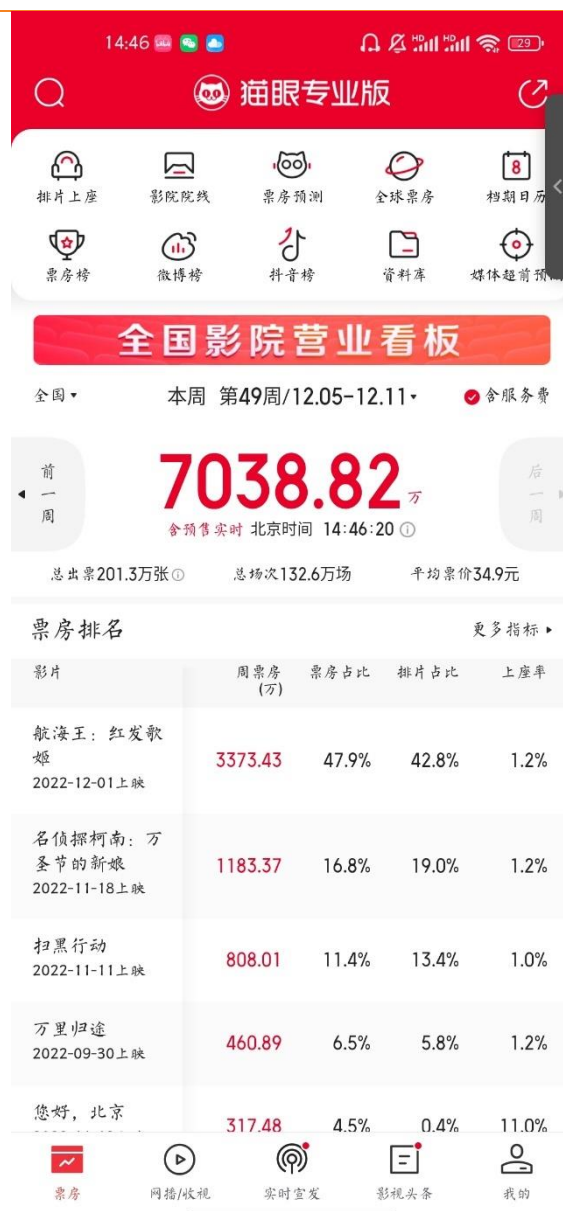 14:46 HD HD 29
猫眼专业版
排片上座 影院院线 票房预测 全球票房 8 档期日历
票房榜 微博榜 抖音榜 资料库 媒体超前预
全国影院营业看板
全国 本周 第49周/12.05-12.11 含服务费
前一周 7038.82万 后一周
含预售实时 北京时间 14:46:20
总出票201.3万张 总场次132.6万场 平均票价34.9元
票房排名 更多指标
影片 周票房 票房占比 排片占比 上座率
(万)
航海王：红发歌
姬 3373.43 47.9% 42.8% 1.2%
2022-12-01上映
名侦探柯南：万
圣节的新娘 1183.37 16.8% 19.0% 1.2%
2022-11-18上映
扫黑行动 808.01 11.4% 13.4% 1.0%
2022-11-11上映
万里归途 460.89 6.5% 5.8% 1.2%
2022-09-30上映
您好，北京 317.48 4.5% 0.4% 11.0%
票房 网播/收视 实时宣发 影视头条 我的